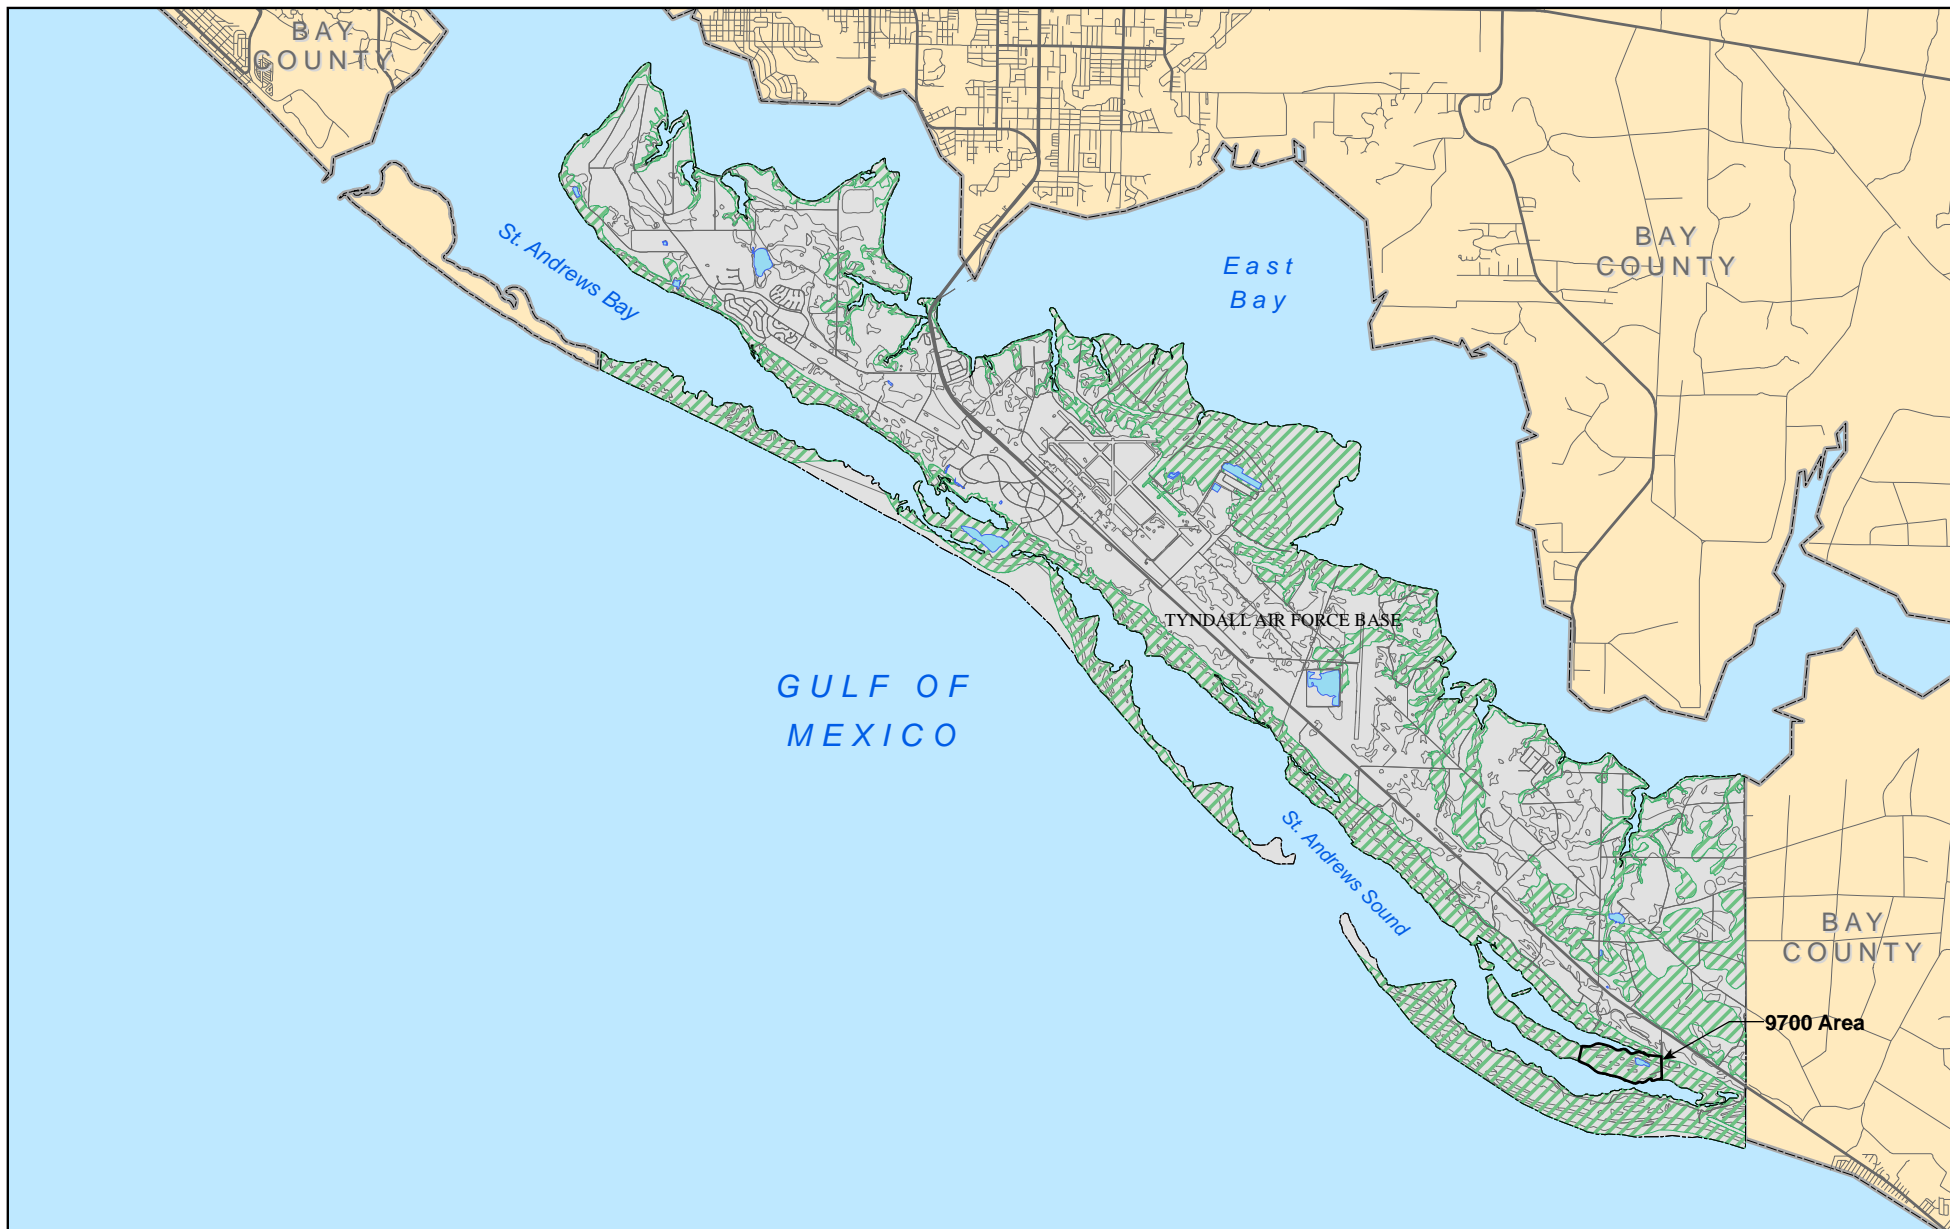 BAY
COUNTY
St. Andrews Bay
East
Bay
BAY
COUNTY
TYNDALL AIR FORCE BASE
GULF OF
MEXICO
St. Andrews Sound
BAY
COUNTY
9700 Area